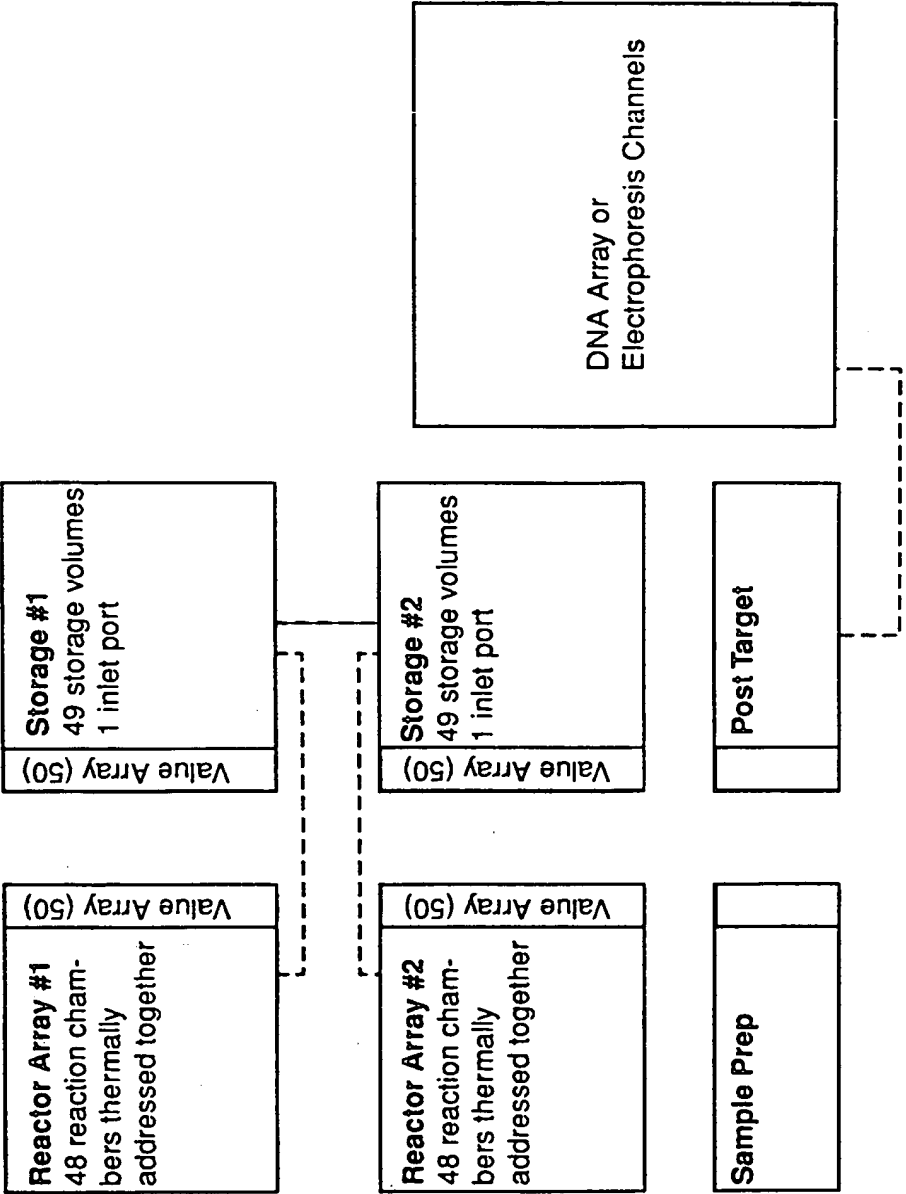 Reactor Array #1
48 reaction cham-
bers thermally
addressed together
Value Array (50)
Value Array (50)
Storage #1
49 storage volumes
1 inlet port
Reactor Array #2
48 reaction cham-
bers thermally
addressed together
Value Array (50)
Value Array (50)
Storage #2
49 storage volumes
1 inlet port
Sample Prep
Post Target
DNA Array or
Electrophoresis Channels